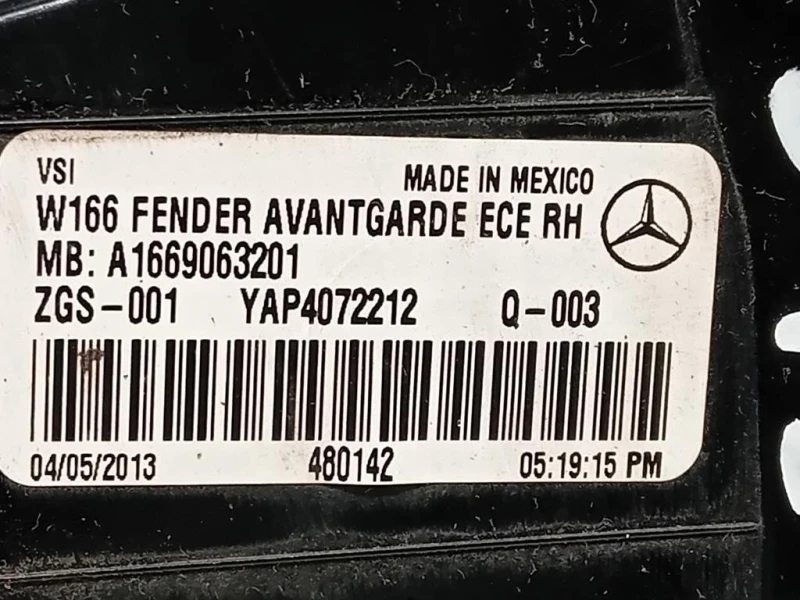 VSI MADE IN MEXICO
W166 FENDER AVANTGARDE ECE RH
MB: A1669063201
ZGS-001 YAP4072212 Q-003
04/05/2013 480142 05:19:15 PM